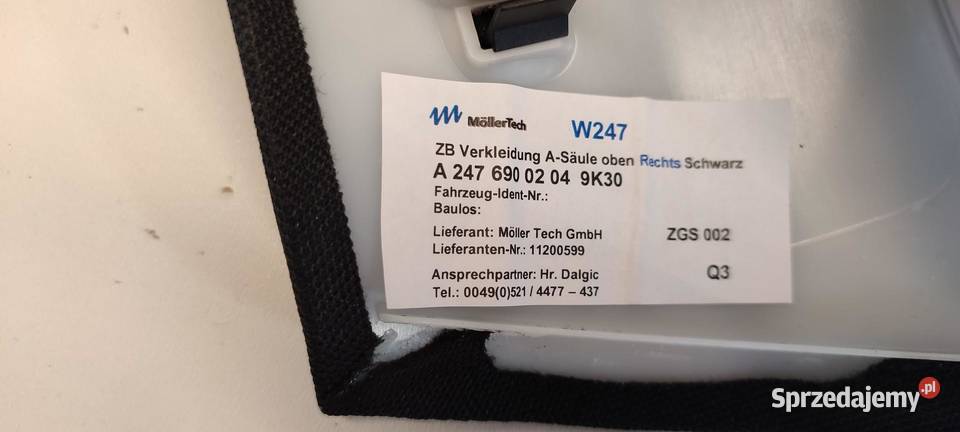 MöllerTech W247
ZB Verkleidung A-Säule oben Rechts Schwarz
A 247 690 02 04 9K30
Fahrzeug-Ident-Nr.:
Baulos:
Lieferant: Möller Tech GmbH ZGS 002
Lieferanten-Nr.: 11200599
Ansprechpartner: Hr. Dalgic Q3
Tel.: 0049(0)521 / 4477 – 437
Sprzedajemy.pl